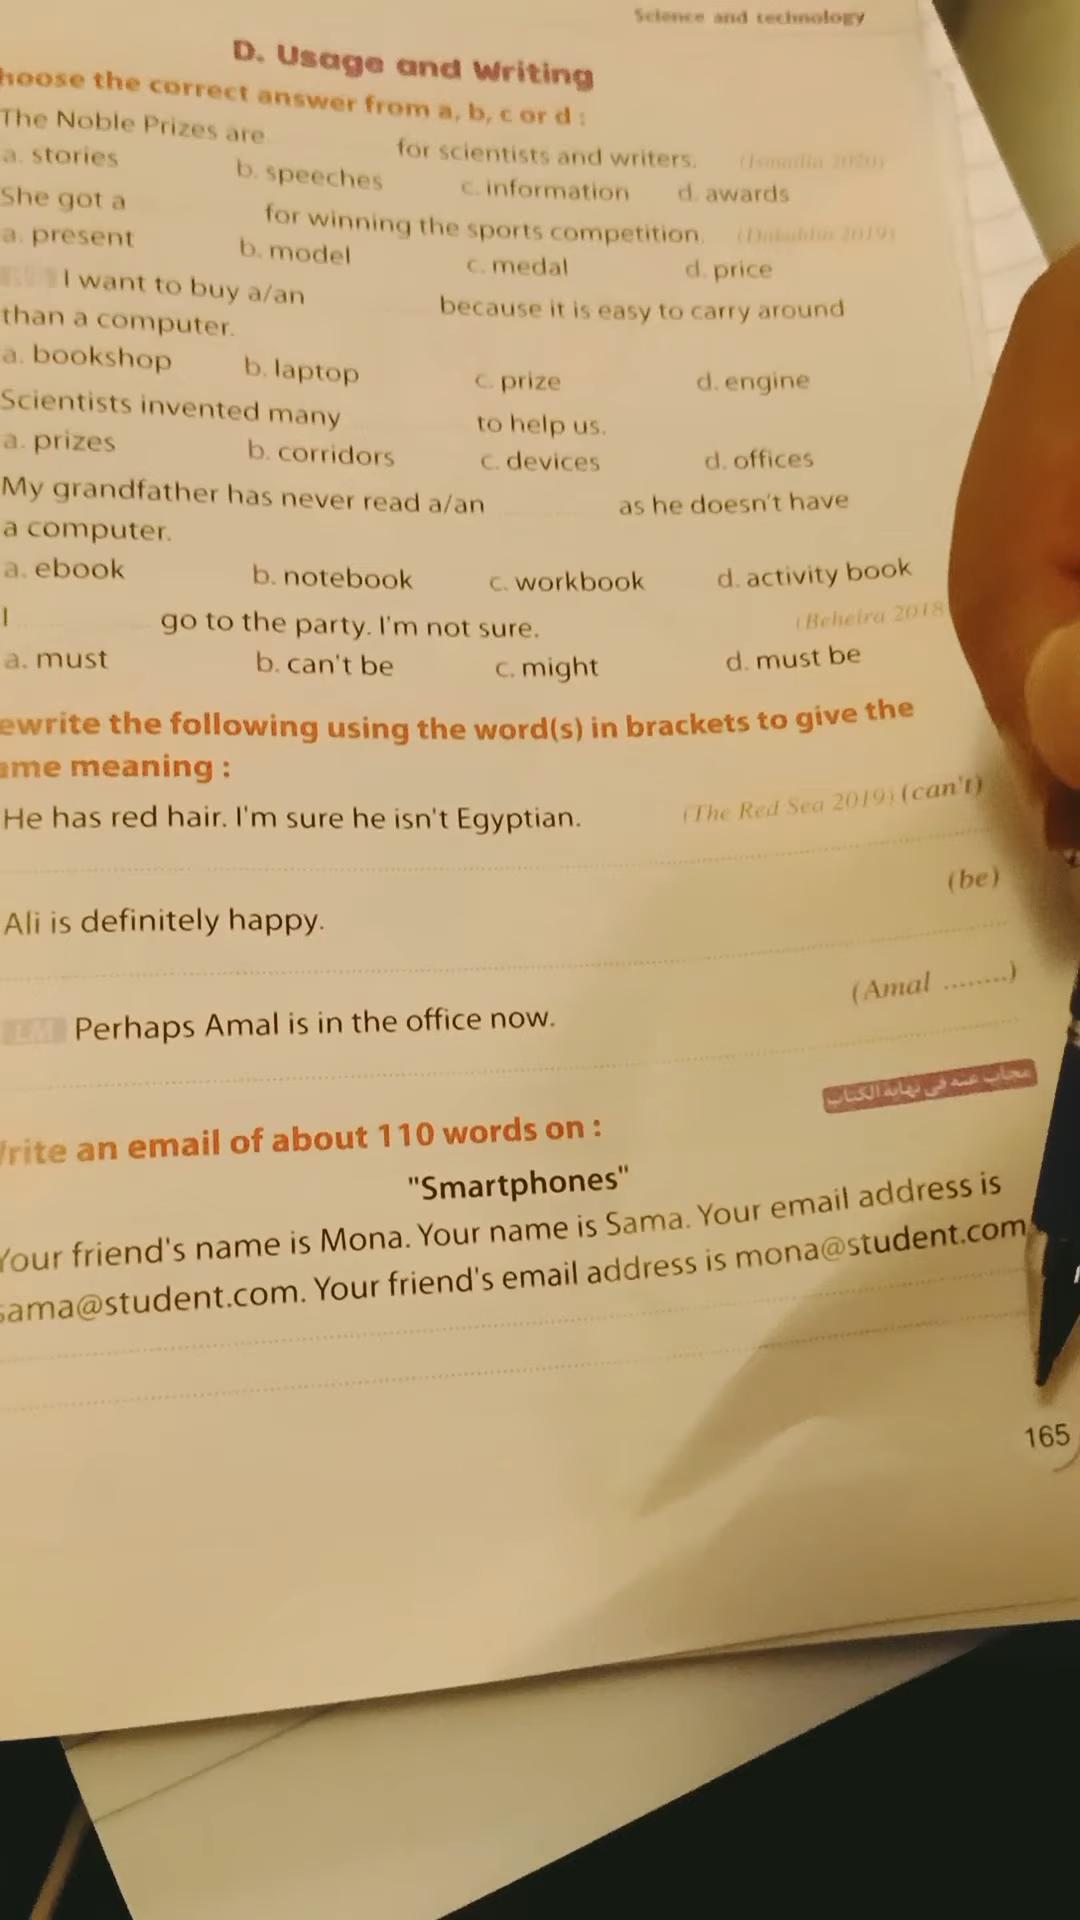 Science and technology
D. Usage and Writing
hoose the correct answer from a, b, c or d :
The Noble Prizes are for scientists and writers.
a. stories b. speeches c. information d. awards
She got a for winning the sports competition. 2019)
a. present b. model c. medal d. price
I want to buy a/an because it is easy to carry around
than a computer.
a. bookshop b. laptop c. prize d. engine
Scientists invented many to help us.
a. prizes b. corridors c. devices d. offices
My grandfather has never read a/an as he doesn't have
a computer.
a. ebook b. notebook c. workbook d. activity book
I go to the party. I'm not sure. (Beheira 2018
a. must b. can't be c. might d. must be
ewrite the following using the word(s) in brackets to give the
ame meaning :
He has red hair. I'm sure he isn't Egyptian. (The Red Sea 2019) (can't)
Ali is definitely happy. (be)
Perhaps Amal is in the office now. (Amal ........)
مجاب عنه في نهاية الكتاب
rite an email of about 110 words on :
"Smartphones"
Your friend's name is Mona. Your name is Sama. Your email address is
sama@student.com. Your friend's email address is mona@student.com
165